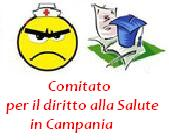 Comitato
per il diritto alla Salute
in Campania